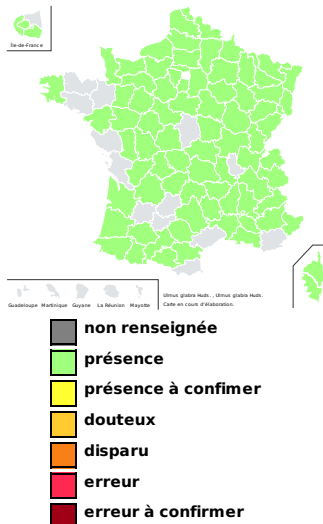 Île-de-France
Guadeloupe Martinique Guyane La Réunion Mayotte
Ulmus glabra Huds. , Ulmus glabra Huds.
Carte en cours d'élaboration.
non renseignée
présence
présence à confimer
douteux
disparu
erreur
erreur à confirmer